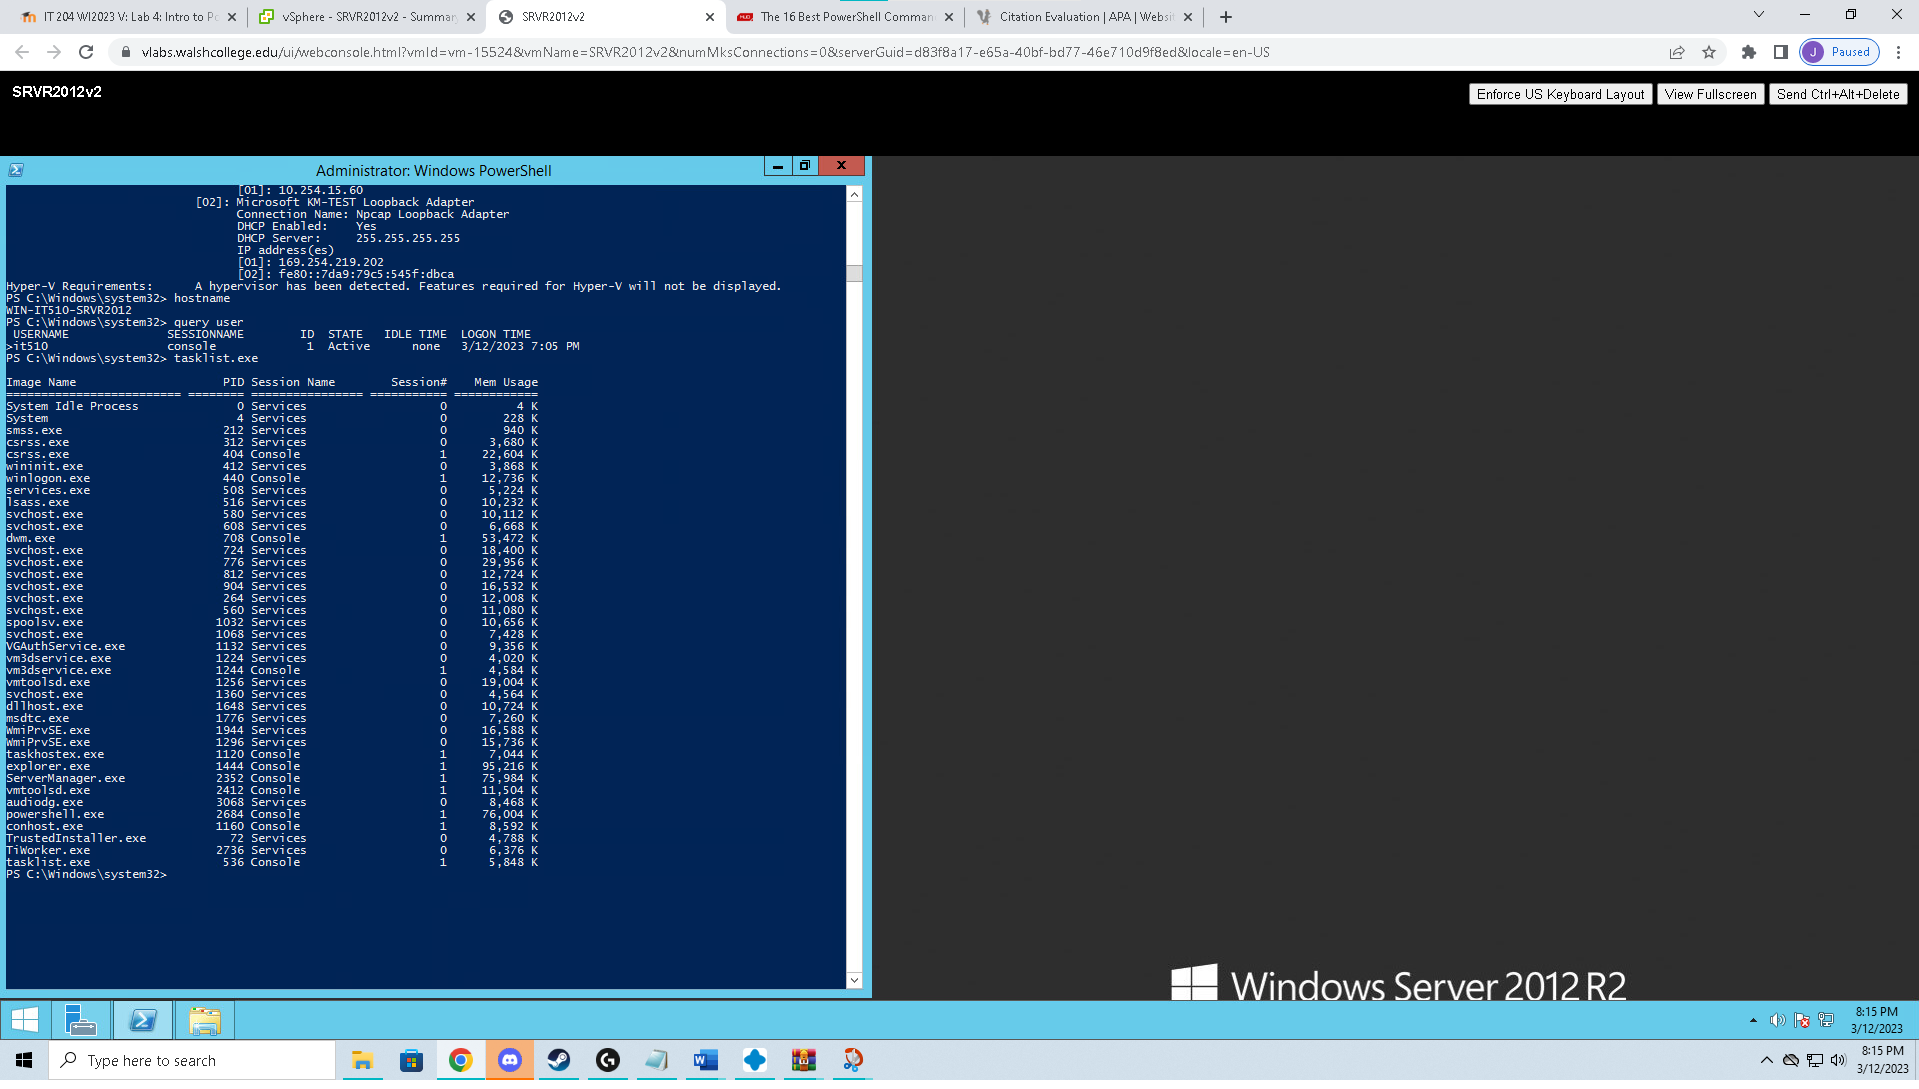 IT 204 WI2023 V: Lab 4: Intro to Po
vSphere - SRVR2012v2 - Summary
SRVR2012v2
The 16 Best PowerShell Comman
Citation Evaluation | APA | Websit
vlabs.walshcollege.edu/ui/webconsole.html?vmId=vm-15524&vmName=SRVR2012v2&numMksConnections=0&serverGuid=d83f8a17-e65a-40bf-bd77-46e710d9f8ed&locale=en-US
J Paused
SRVR2012v2
Enforce US Keyboard Layout View Fullscreen Send Ctrl+Alt+Delete
Administrator: Windows PowerShell
[01]: 10.254.15.60
[02]: Microsoft KM-TEST Loopback Adapter
Connection Name: Npcap Loopback Adapter
DHCP Enabled: Yes
DHCP Server: 255.255.255.255
IP address(es)
[01]: 169.254.219.202
[02]: fe80::7da9:79c5:545f:dbca
Hyper-V Requirements: A hypervisor has been detected. Features required for Hyper-V will not be displayed.
PS C:\Windows\system32> hostname
WIN-IT510-SRVR2012
PS C:\Windows\system32> query user
USERNAME SESSIONNAME ID STATE IDLE TIME LOGON TIME
>it510 console 1 Active none 3/12/2023 7:05 PM
PS C:\Windows\system32> tasklist.exe
Image Name PID Session Name Session# Mem Usage
========================= ======== ================ =========== ============
System Idle Process 0 Services 0 4 K
System 4 Services 0 228 K
smss.exe 212 Services 0 940 K
csrss.exe 312 Services 0 3,680 K
csrss.exe 404 Console 1 22,604 K
wininit.exe 412 Services 0 3,868 K
winlogon.exe 440 Console 1 12,736 K
services.exe 508 Services 0 5,224 K
lsass.exe 516 Services 0 10,232 K
svchost.exe 580 Services 0 10,112 K
svchost.exe 608 Services 0 6,668 K
dwm.exe 708 Console 1 53,472 K
svchost.exe 724 Services 0 18,400 K
svchost.exe 776 Services 0 29,956 K
svchost.exe 812 Services 0 12,724 K
svchost.exe 904 Services 0 16,532 K
svchost.exe 264 Services 0 12,008 K
svchost.exe 560 Services 0 11,080 K
spoolsv.exe 1032 Services 0 10,656 K
svchost.exe 1068 Services 0 7,428 K
VGAuthService.exe 1132 Services 0 9,356 K
vm3dservice.exe 1224 Services 0 4,020 K
vm3dservice.exe 1244 Console 1 4,584 K
vmtoolsd.exe 1256 Services 0 19,004 K
svchost.exe 1360 Services 0 4,564 K
dllhost.exe 1648 Services 0 10,724 K
msdtc.exe 1776 Services 0 7,260 K
WmiPrvSE.exe 1944 Services 0 16,588 K
WmiPrvSE.exe 1296 Services 0 15,736 K
taskhostex.exe 1120 Console 1 7,044 K
explorer.exe 1444 Console 1 95,216 K
ServerManager.exe 2352 Console 1 75,984 K
vmtoolsd.exe 2412 Console 1 11,504 K
audiodg.exe 3068 Services 0 8,468 K
powershell.exe 2684 Console 1 76,004 K
conhost.exe 1160 Console 1 8,592 K
TrustedInstaller.exe 72 Services 0 4,788 K
TiWorker.exe 2736 Services 0 6,376 K
tasklist.exe 536 Console 1 5,848 K
PS C:\Windows\system32>
Windows Server 2012 R2
8:15 PM
3/12/2023
Type here to search
8:15 PM
3/12/2023